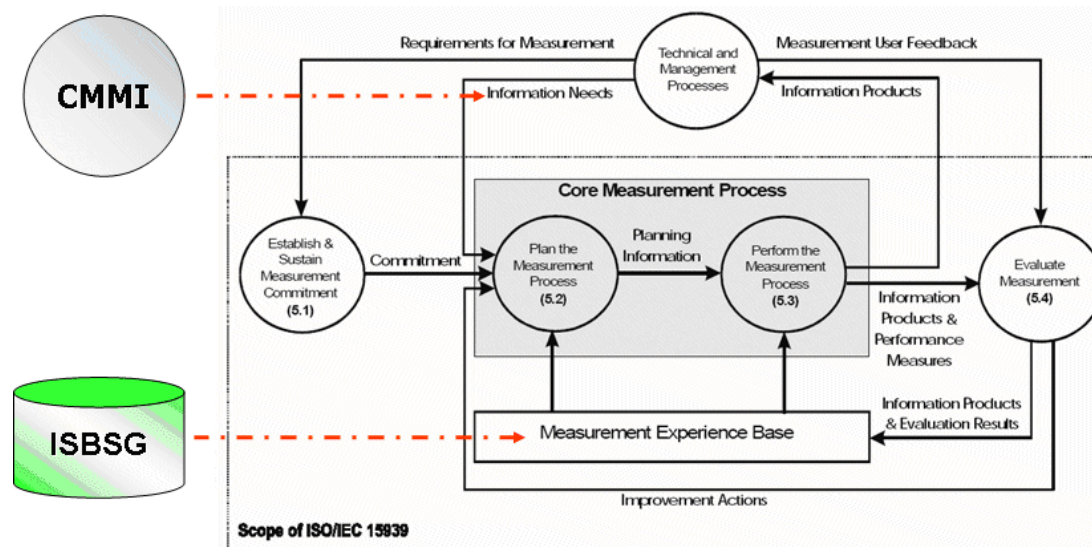 CMMI
Requirements for Measurement
Technical and
Management
Processes
Measurement User Feedback
Information Needs
Information Products
Core Measurement Process
Establish &
Sustain
Measurement
Commitment
(5.1)
Commitment
Plan the
Measurement
Process
(5.2)
Planning
Information
Perform the
Measurement
Process
(5.3)
Evaluate
Measurement
(5.4)
Information
Products &
Performance
Measures
ISBSG
Measurement Experience Base
Information Products
& Evaluation Results
Improvement Actions
Scope of ISO/IEC 15939